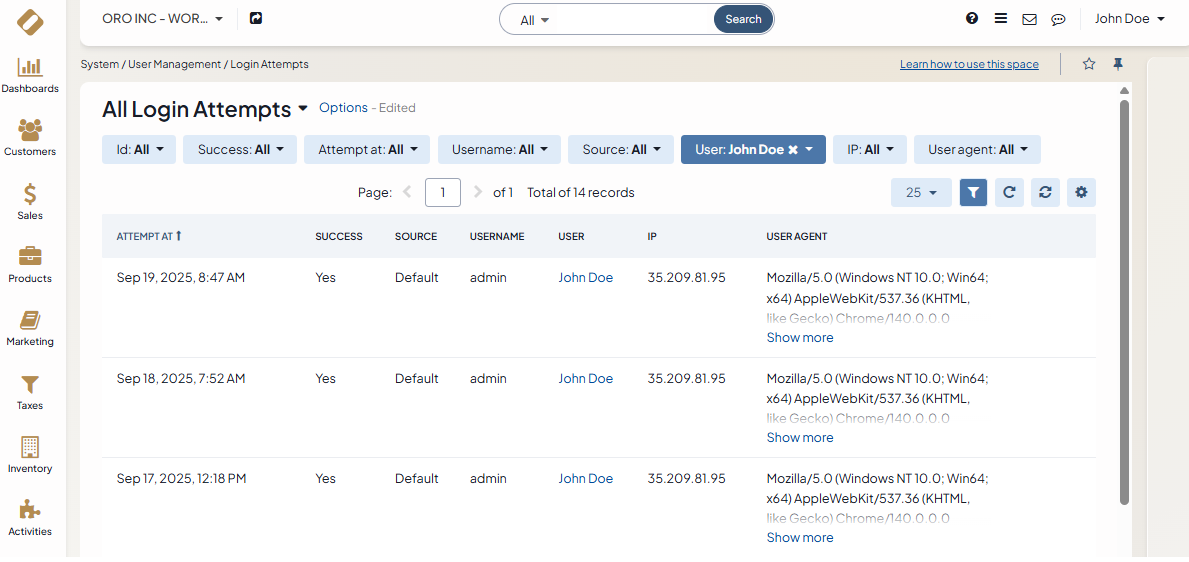 ORO INC - WOR...
All
Search
John Doe
System / User Management / Login Attempts
Learn how to use this space
Dashboards
Customers
Sales
Products
Marketing
Taxes
Inventory
Activities
All Login Attempts
Options - Edited
Id: All
Success: All
Attempt at: All
Username: All
Source: All
User: John Doe
IP: All
User agent: All
Page: 1 of 1 Total of 14 records
25
ATTEMPT AT SUCCESS SOURCE USERNAME USER IP USER AGENT
Sep 19, 2025, 8:47 AM Yes Default admin John Doe 35.209.81.95 Mozilla/5.0 (Windows NT 10.0; Win64;
x64) AppleWebKit/537.36 (KHTML,
like Gecko) Chrome/140.0.0.0
Show more
Sep 18, 2025, 7:52 AM Yes Default admin John Doe 35.209.81.95 Mozilla/5.0 (Windows NT 10.0; Win64;
x64) AppleWebKit/537.36 (KHTML,
like Gecko) Chrome/140.0.0.0
Show more
Sep 17, 2025, 12:18 PM Yes Default admin John Doe 35.209.81.95 Mozilla/5.0 (Windows NT 10.0; Win64;
x64) AppleWebKit/537.36 (KHTML,
like Gecko) Chrome/140.0.0.0
Show more